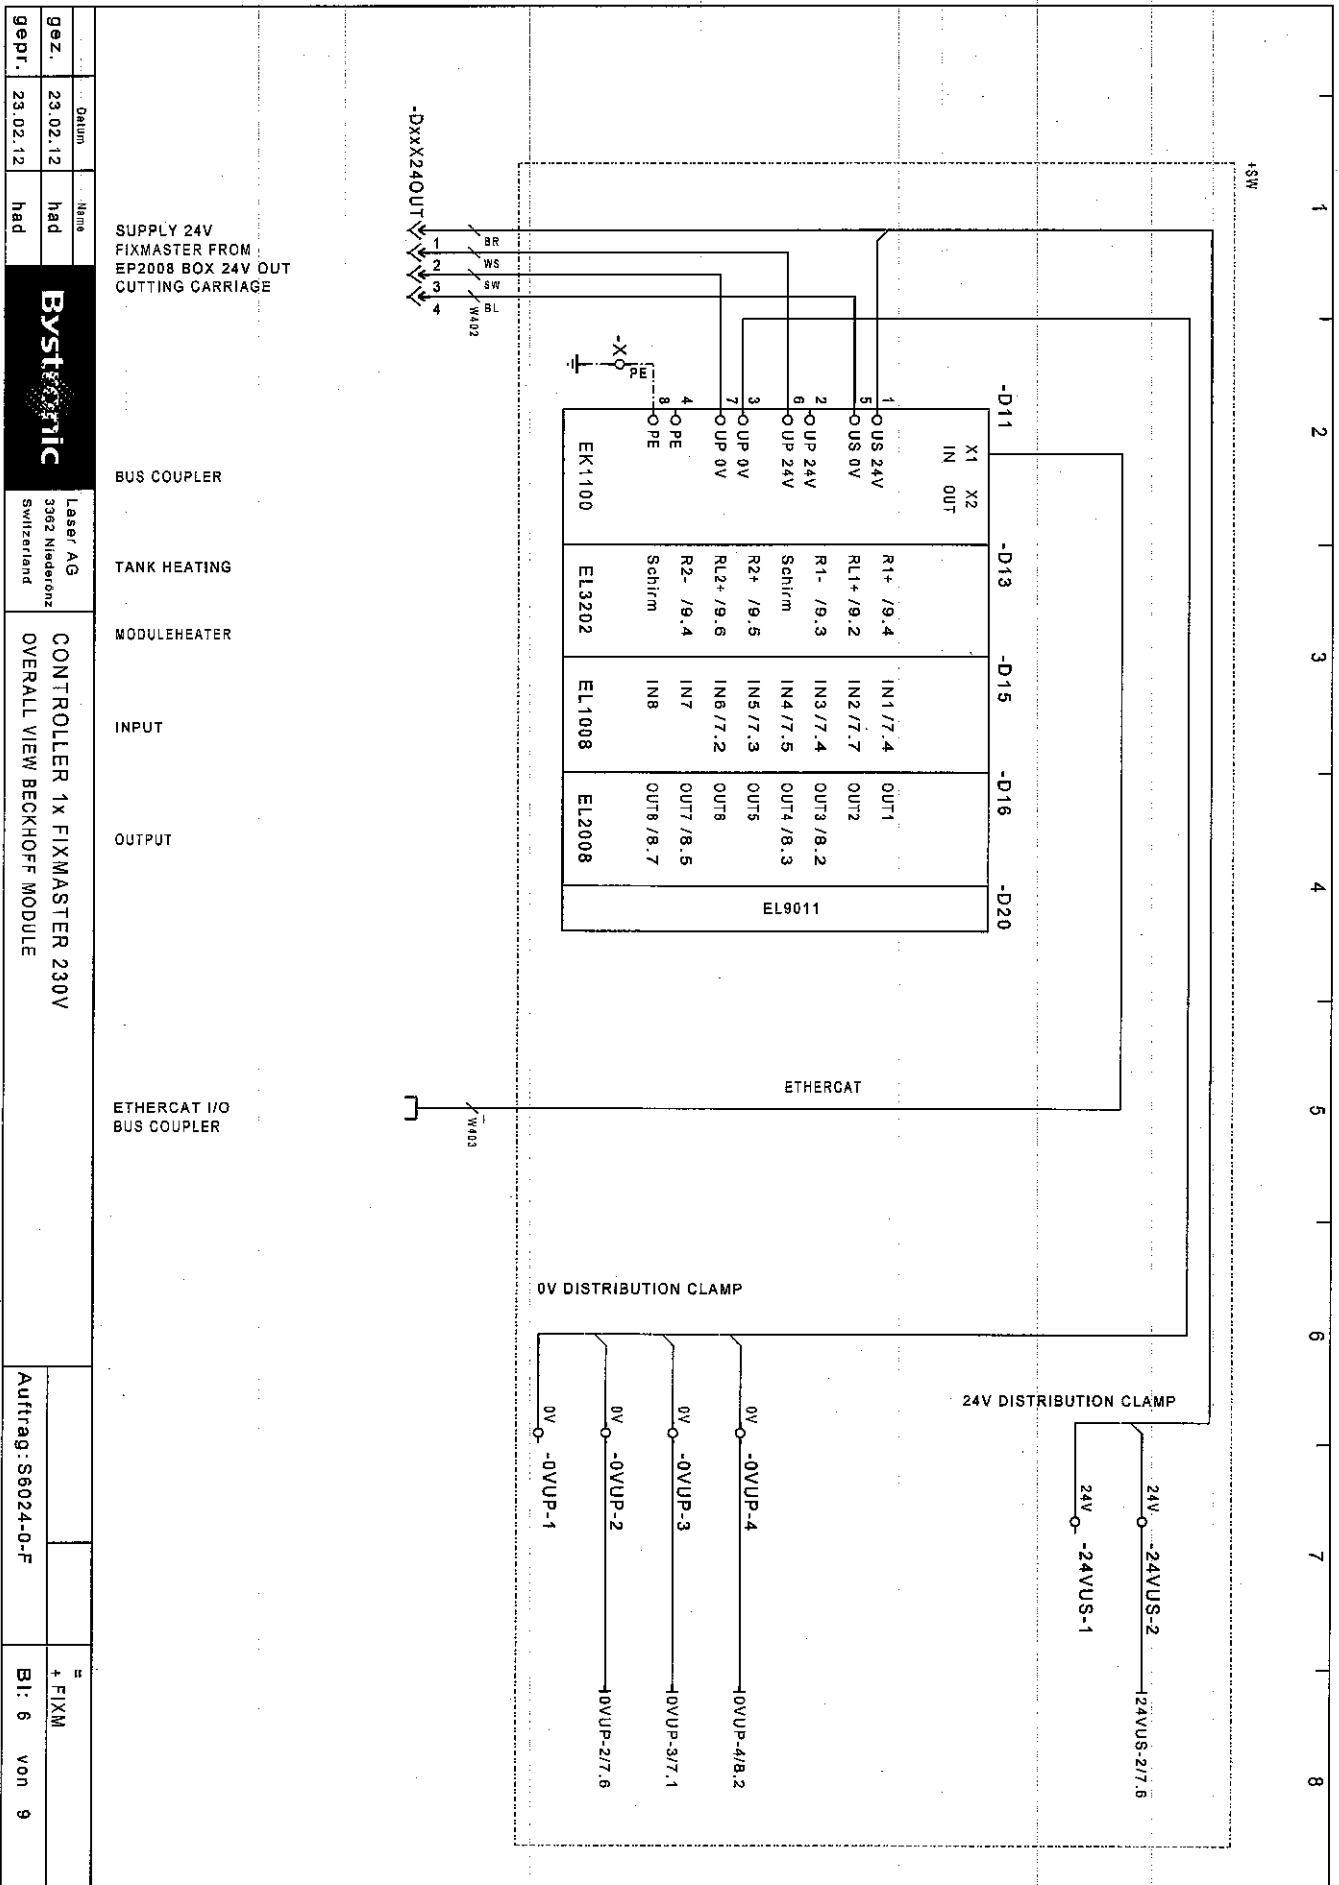 +SW
1
2
3
4
5
6
7
8
-D11
-D13
-D15
-D16
-D20
X1 X2
IN OUT
1 US 24V
5 US 0V
2 UP 24V
6 UP 24V
3 UP 0V
7 UP 0V
4 PE
8 PE
EK1100
R1+ /9.4
RL1+ /9.2
R1- /9.3
Schirm
R2+ /9.5
RL2+ /9.6
R2- /9.4
Schirm
EL3202
IN1 /7.4
IN2 /7.7
IN3 /7.4
IN4 /7.5
IN5 /7.3
IN6 /7.2
IN7
IN8
EL1008
OUT1
OUT2
OUT3 /8.2
OUT4 /8.3
OUT5
OUT6
OUT7 /8.5
OUT8 /8.7
EL2008
EL9011
-X
PE
-DxxX24OUT
1 BR
2 WS
3 SW
4 BL
W402
ETHERCAT
W403
0V DISTRIBUTION CLAMP
0V -0VUP-4 0VUP-4/8.2
0V -0VUP-3 0VUP-3/7.1
0V -0VUP-2 0VUP-2/7.6
0V -0VUP-1
24V DISTRIBUTION CLAMP
24V -24VUS-2 24VUS-2/7.6
24V -24VUS-1
SUPPLY 24V
FIXMASTER FROM
EP2008 BOX 24V OUT
CUTTING CARRIAGE
BUS COUPLER
TANK HEATING
MODULEHEATER
INPUT
OUTPUT
ETHERCAT I/O
BUS COUPLER
Datum Name
gez. 23.02.12 had
gepr. 23.02.12 had
Bystronic
Laser AG
3362 Niederönz
Switzerland
CONTROLLER 1x FIXMASTER 230V
OVERALL VIEW BECKHOFF MODULE
Auftrag:S6024-0-F
=
+ FIXM
Bl: 6 von 9